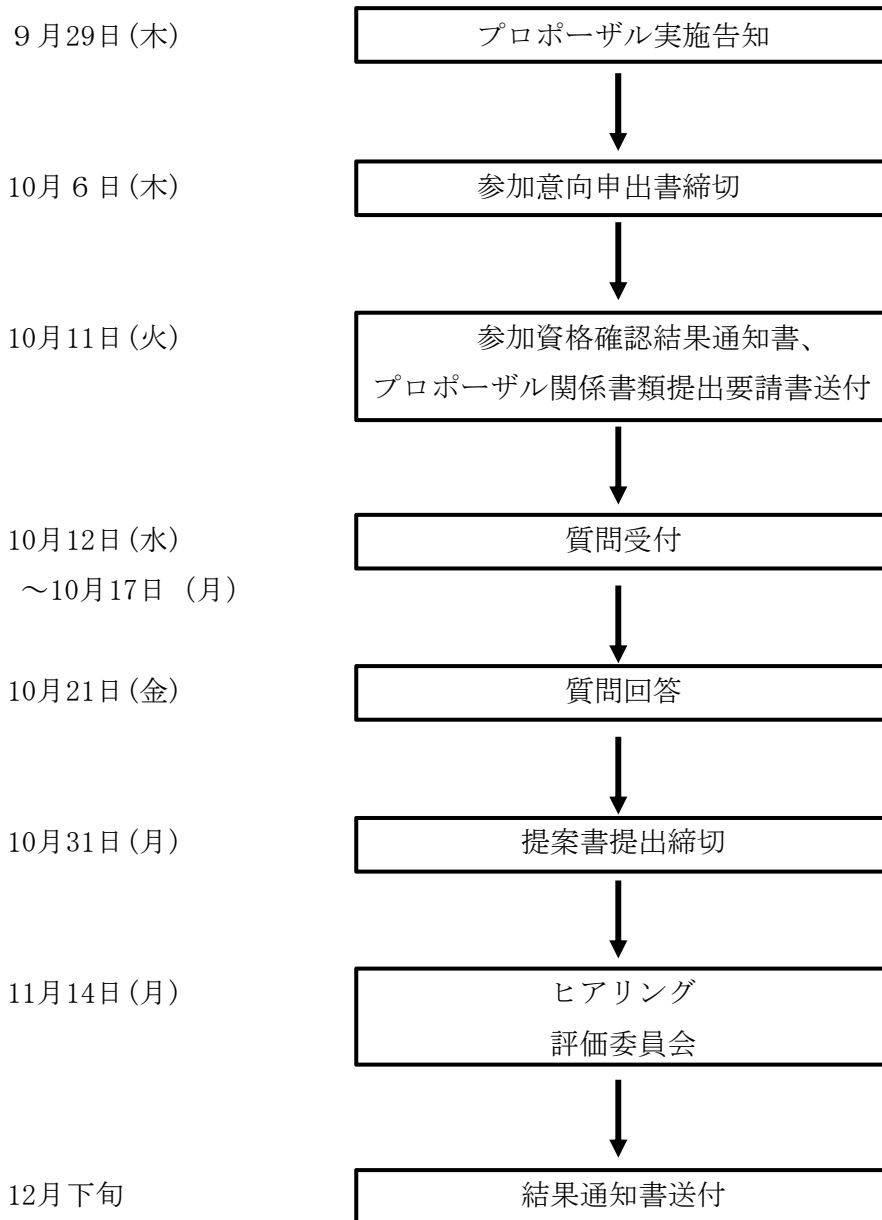 ９月29日(木)
プロポーザル実施告知
10月６日(木)
参加意向申出書締切
10月11日(火)
参加資格確認結果通知書、
プロポーザル関係書類提出要請書送付
10月12日(水)
質問受付
～10月17日 (月)
10月21日(金)
質問回答
10月31日(月)
提案書提出締切
11月14日(月)
ヒアリング
評価委員会
12月下旬
結果通知書送付